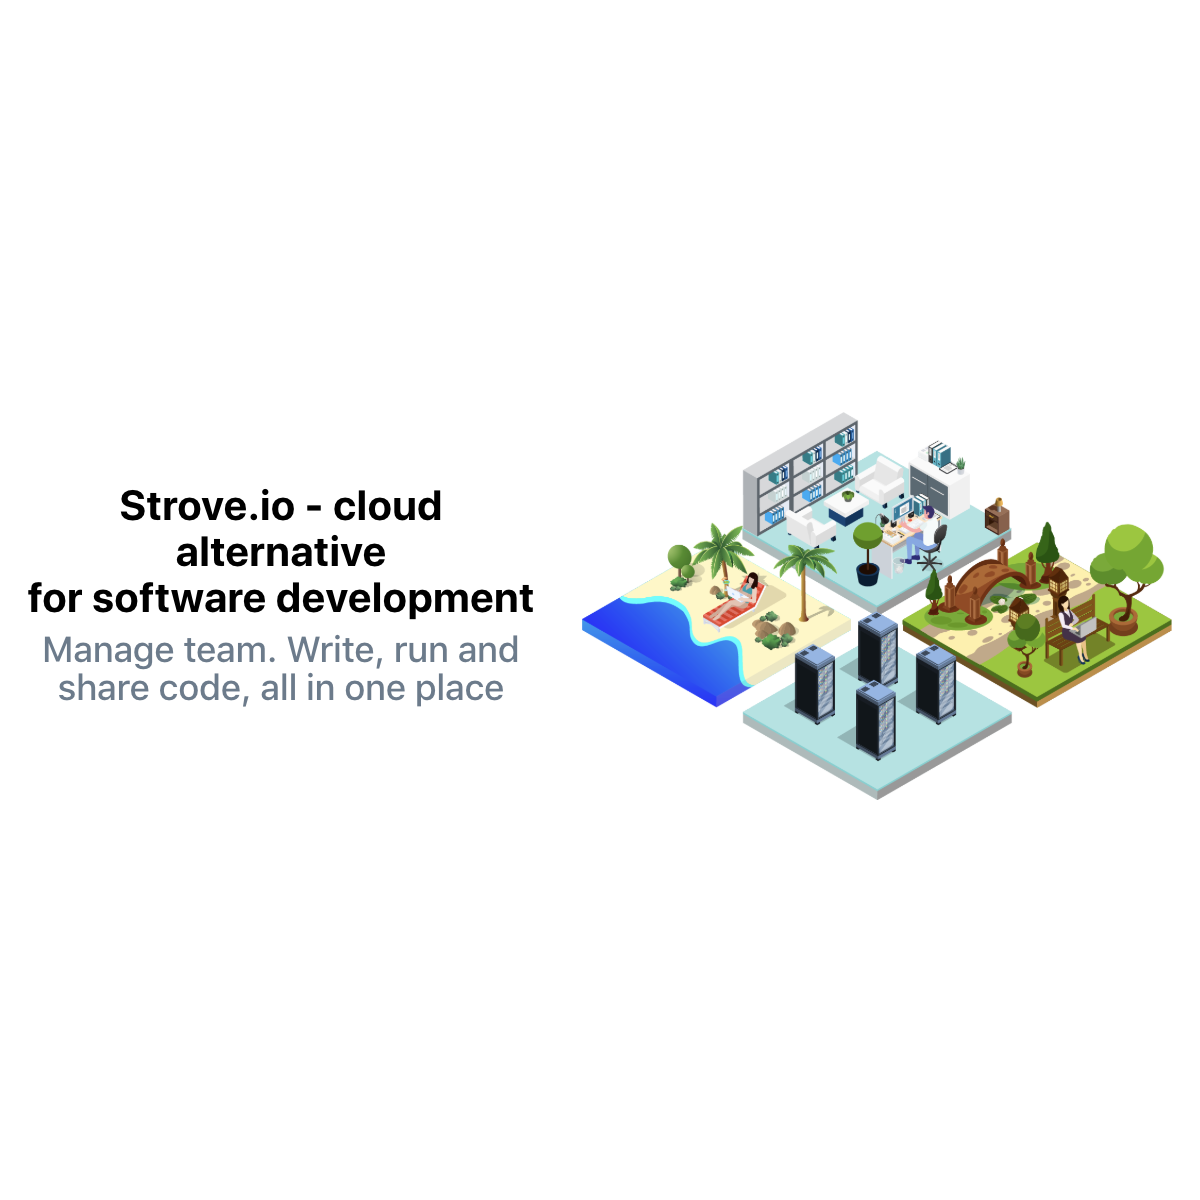 Strove.io - cloud
alternative
for software development
Manage team. Write, run and
share code, all in one place